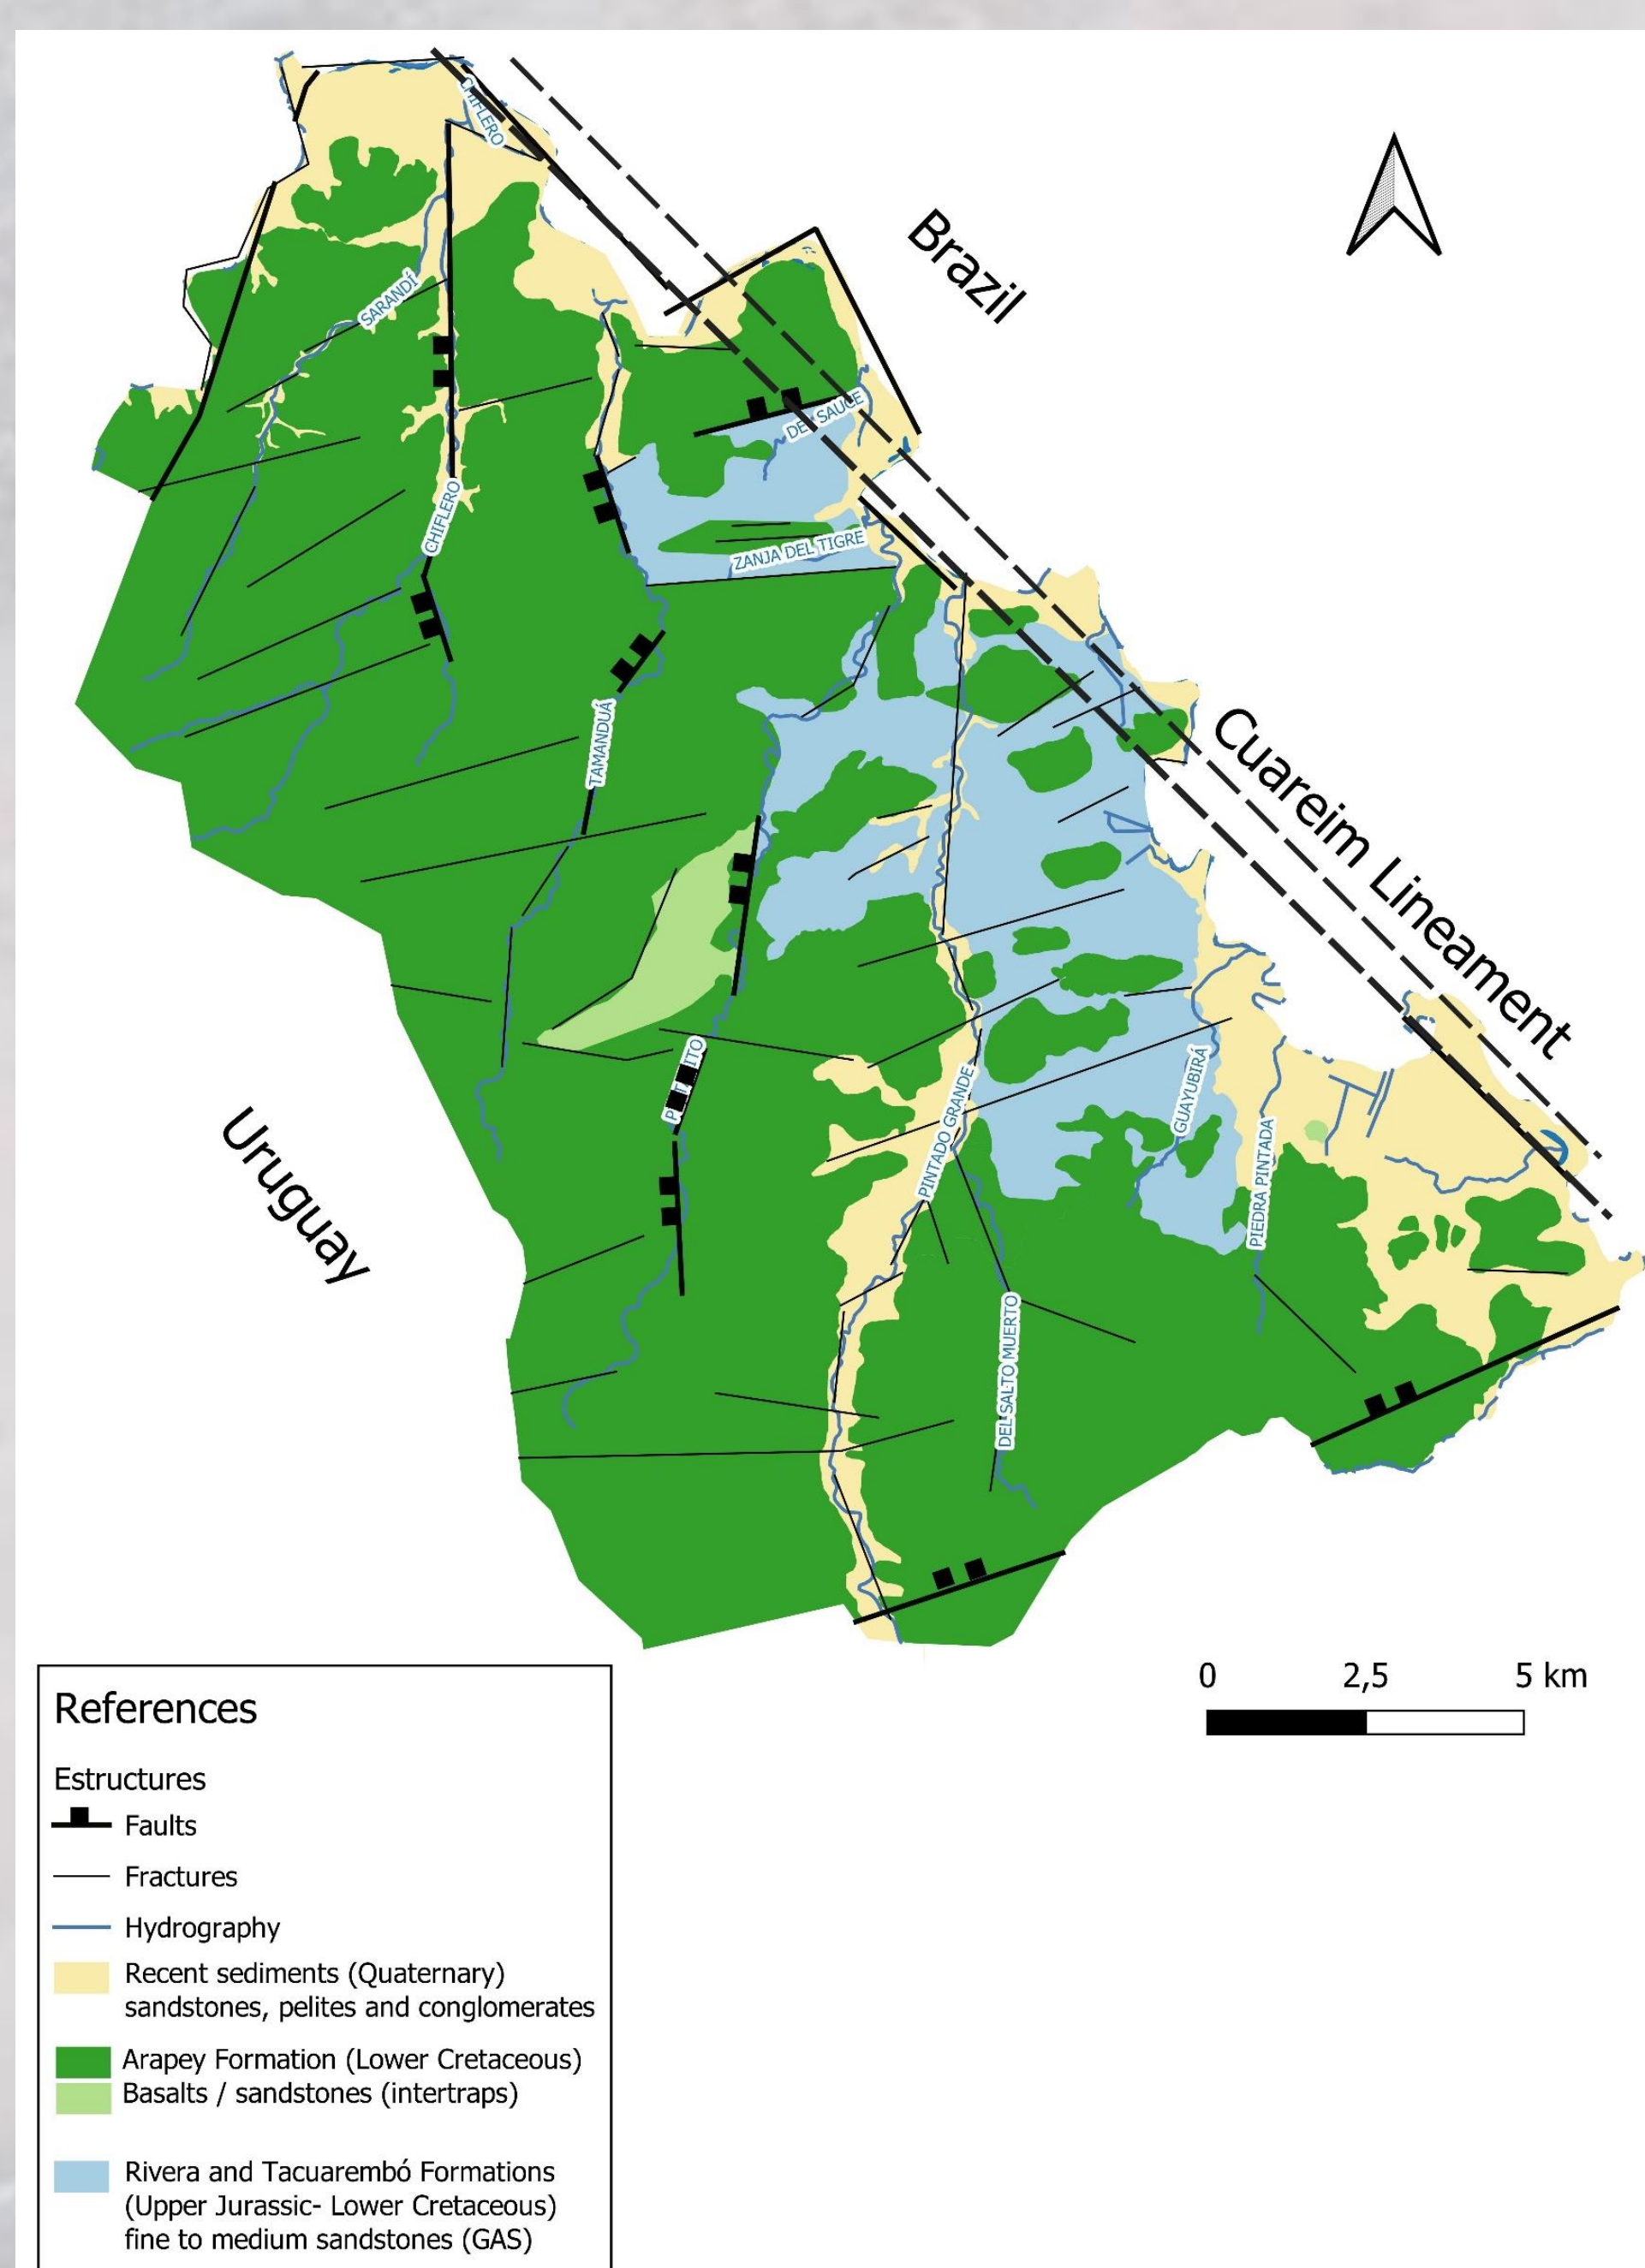 CHIFLERO
Brazil
SARANDÍ
DEL SAUCE
CHIFLERO
ZANJA DEL TIGRE
TAMANDUÁ
Cuareim Lineament
PINTADO GRANDE
GUAYUBIRÁ
PIEDRA PINTADA
Uruguay
DEL SALTO MUERTO
0 2,5 5 km
References
Estructures
Faults
Fractures
Hydrography
Recent sediments (Quaternary)
sandstones, pelites and conglomerates
Arapey Formation (Lower Cretaceous)
Basalts / sandstones (intertraps)
Rivera and Tacuarembó Formations
(Upper Jurassic- Lower Cretaceous)
fine to medium sandstones (GAS)